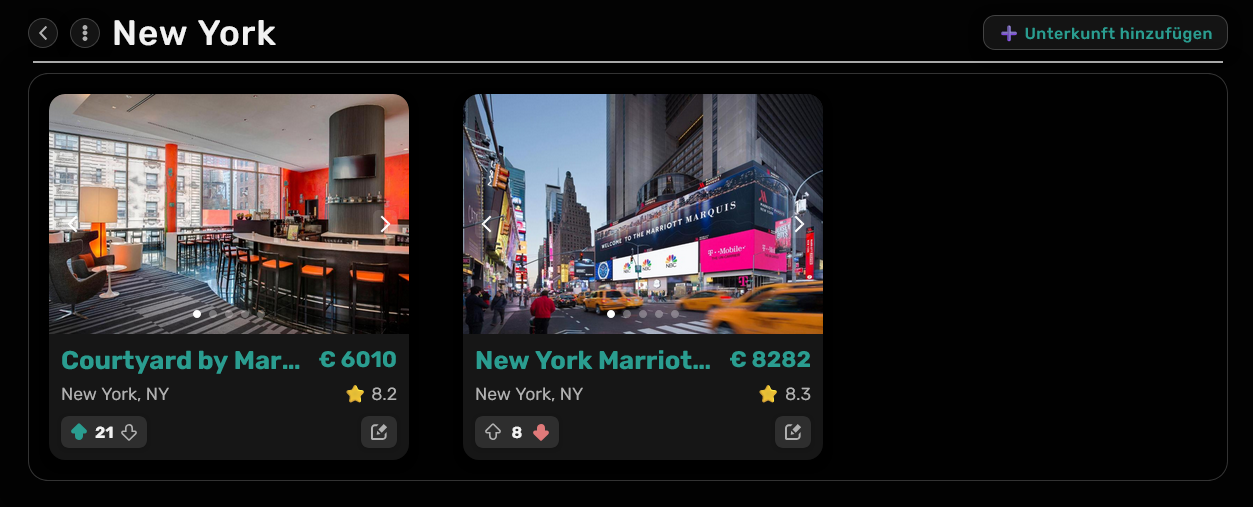 New York
Unterkunft hinzufügen
WELCOME TO THE MARRIOTT MARQUIS
T··Mobile·
NBC
NBC
Courtyard by Mar... € 6010
New York, NY 8.2
21
New York Marriot... € 8282
New York, NY 8.3
8